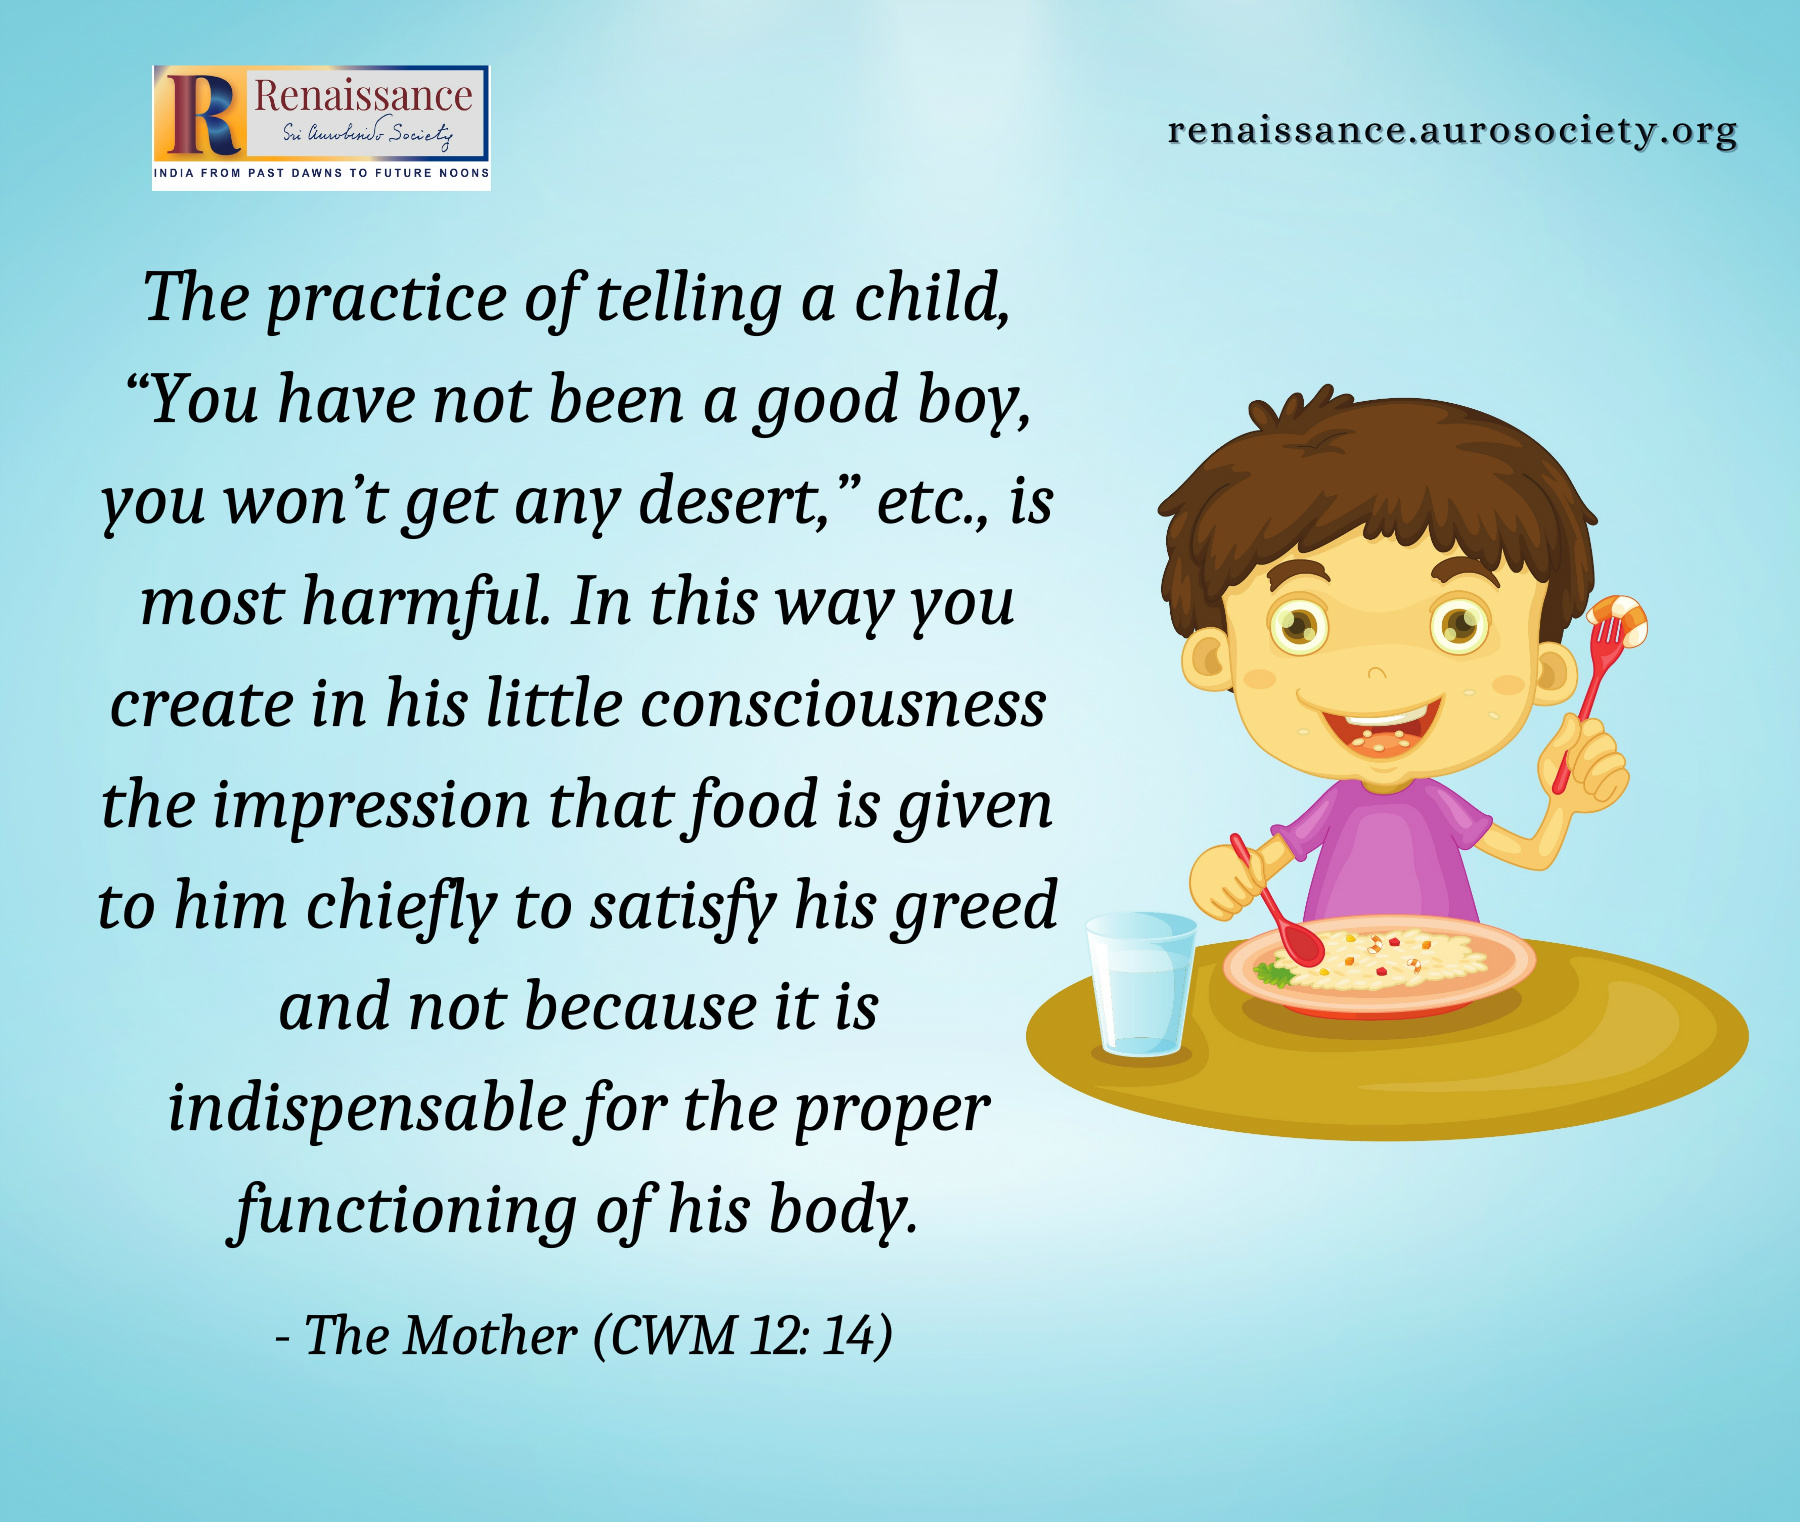 R Renaissance
Sri Aurobindo Society
INDIA FROM PAST DAWNS TO FUTURE NOONS
renaissance.aurosociety.org
The practice of telling a child,
“You have not been a good boy,
you won’t get any desert,” etc., is
most harmful. In this way you
create in his little consciousness
the impression that food is given
to him chiefly to satisfy his greed
and not because it is
indispensable for the proper
functioning of his body.
- The Mother (CWM 12: 14)